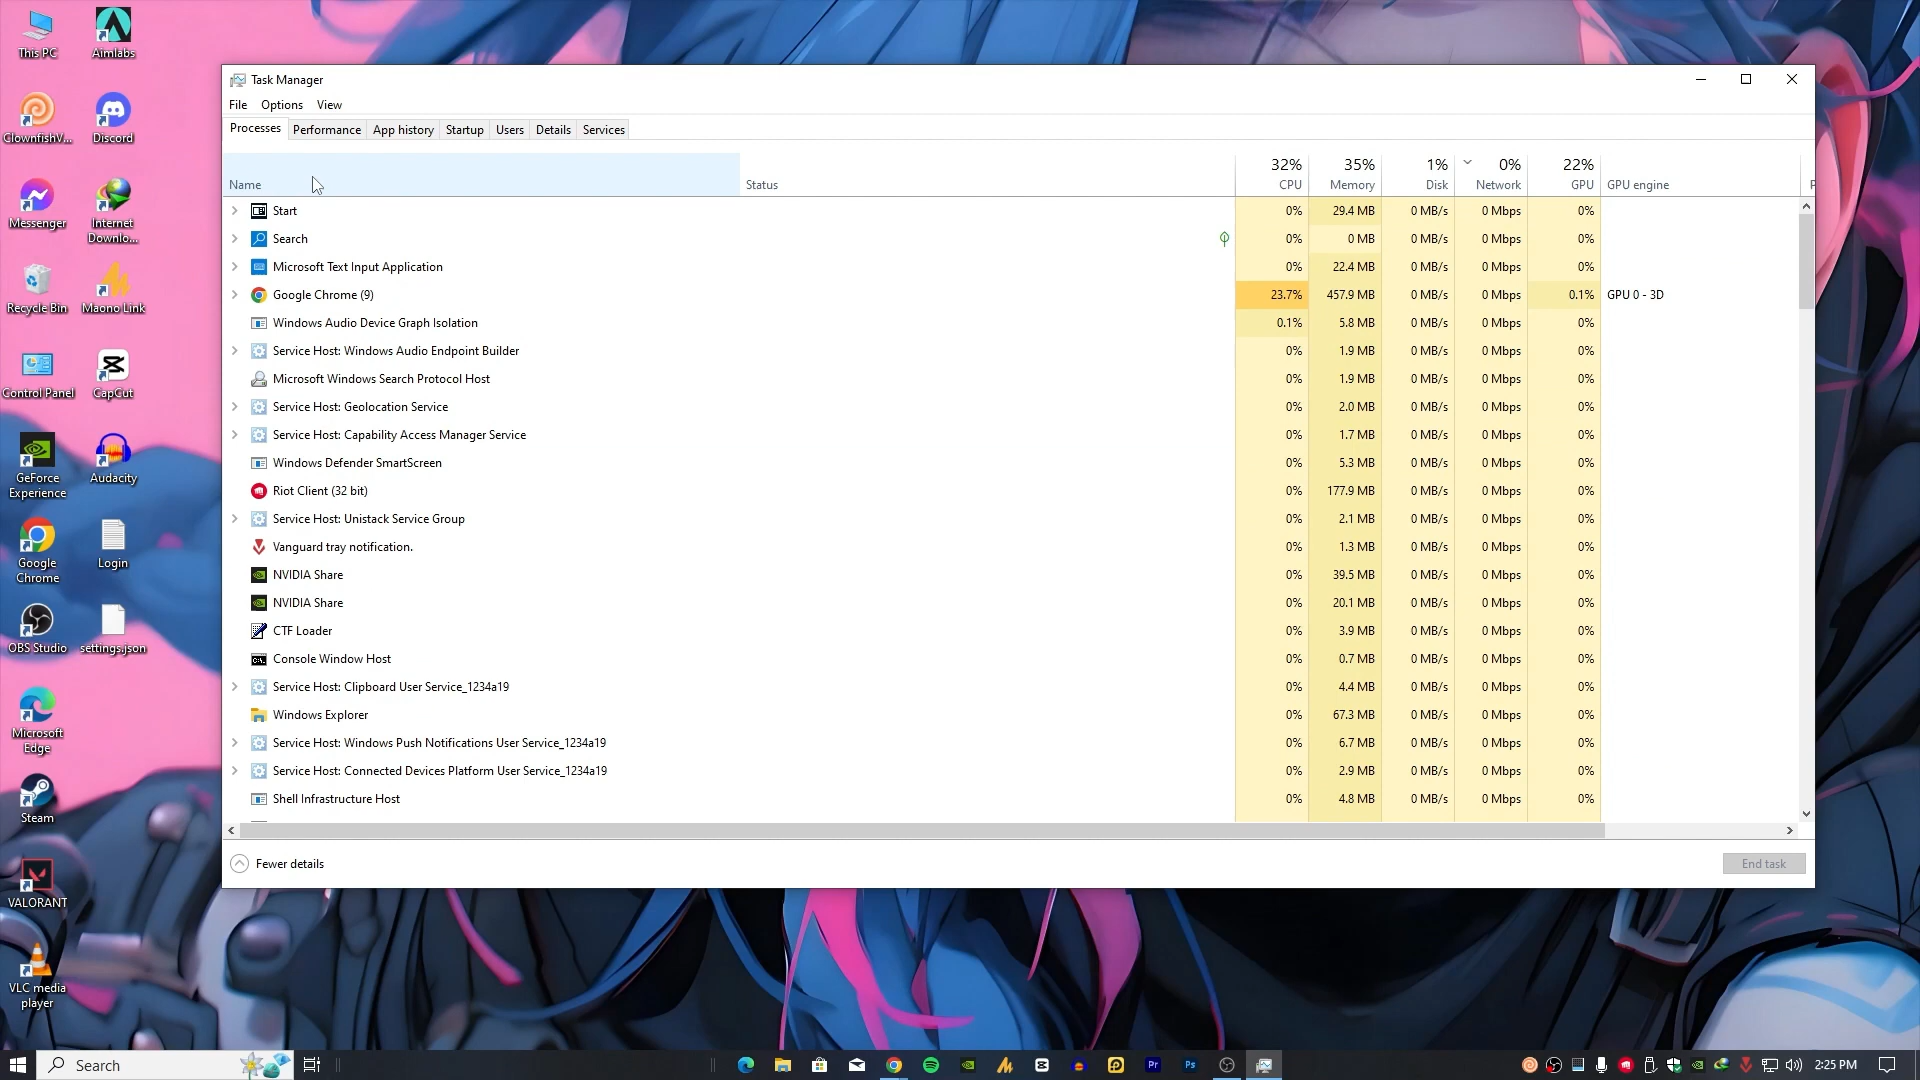 This PC
Aimlabs
ClownfishV...
Discord
Messenger
Internet
Downlo...
Recycle Bin
Maono Link
Control Panel
CapCut
GeForce
Experience
Audacity
Google
Chrome
Login
OBS Studio
settings.json
Microsoft
Edge
Steam
VALORANT
VLC media
player
Task Manager
File Options View
Processes Performance App history Startup Users Details Services
32% 35% 1% 0% 22%
Name Status CPU Memory Disk Network GPU GPU engine P
Start 0% 29.4 MB 0 MB/s 0 Mbps 0%
Search 0% 0 MB 0 MB/s 0 Mbps 0%
Microsoft Text Input Application 0% 22.4 MB 0 MB/s 0 Mbps 0%
Google Chrome (9) 23.7% 457.9 MB 0 MB/s 0 Mbps 0.1% GPU 0 - 3D
Windows Audio Device Graph Isolation 0.1% 5.8 MB 0 MB/s 0 Mbps 0%
Service Host: Windows Audio Endpoint Builder 0% 1.9 MB 0 MB/s 0 Mbps 0%
Microsoft Windows Search Protocol Host 0% 1.9 MB 0 MB/s 0 Mbps 0%
Service Host: Geolocation Service 0% 2.0 MB 0 MB/s 0 Mbps 0%
Service Host: Capability Access Manager Service 0% 1.7 MB 0 MB/s 0 Mbps 0%
Windows Defender SmartScreen 0% 5.3 MB 0 MB/s 0 Mbps 0%
Riot Client (32 bit) 0% 177.9 MB 0 MB/s 0 Mbps 0%
Service Host: Unistack Service Group 0% 2.1 MB 0 MB/s 0 Mbps 0%
Vanguard tray notification. 0% 1.3 MB 0 MB/s 0 Mbps 0%
NVIDIA Share 0% 39.5 MB 0 MB/s 0 Mbps 0%
NVIDIA Share 0% 20.1 MB 0 MB/s 0 Mbps 0%
CTF Loader 0% 3.9 MB 0 MB/s 0 Mbps 0%
Console Window Host 0% 0.7 MB 0 MB/s 0 Mbps 0%
Service Host: Clipboard User Service_1234a19 0% 4.4 MB 0 MB/s 0 Mbps 0%
Windows Explorer 0% 67.3 MB 0 MB/s 0 Mbps 0%
Service Host: Windows Push Notifications User Service_1234a19 0% 6.7 MB 0 MB/s 0 Mbps 0%
Service Host: Connected Devices Platform User Service_1234a19 0% 2.9 MB 0 MB/s 0 Mbps 0%
Shell Infrastructure Host 0% 4.8 MB 0 MB/s 0 Mbps 0%
Fewer details End task
Search Pr Ps 2:25 PM